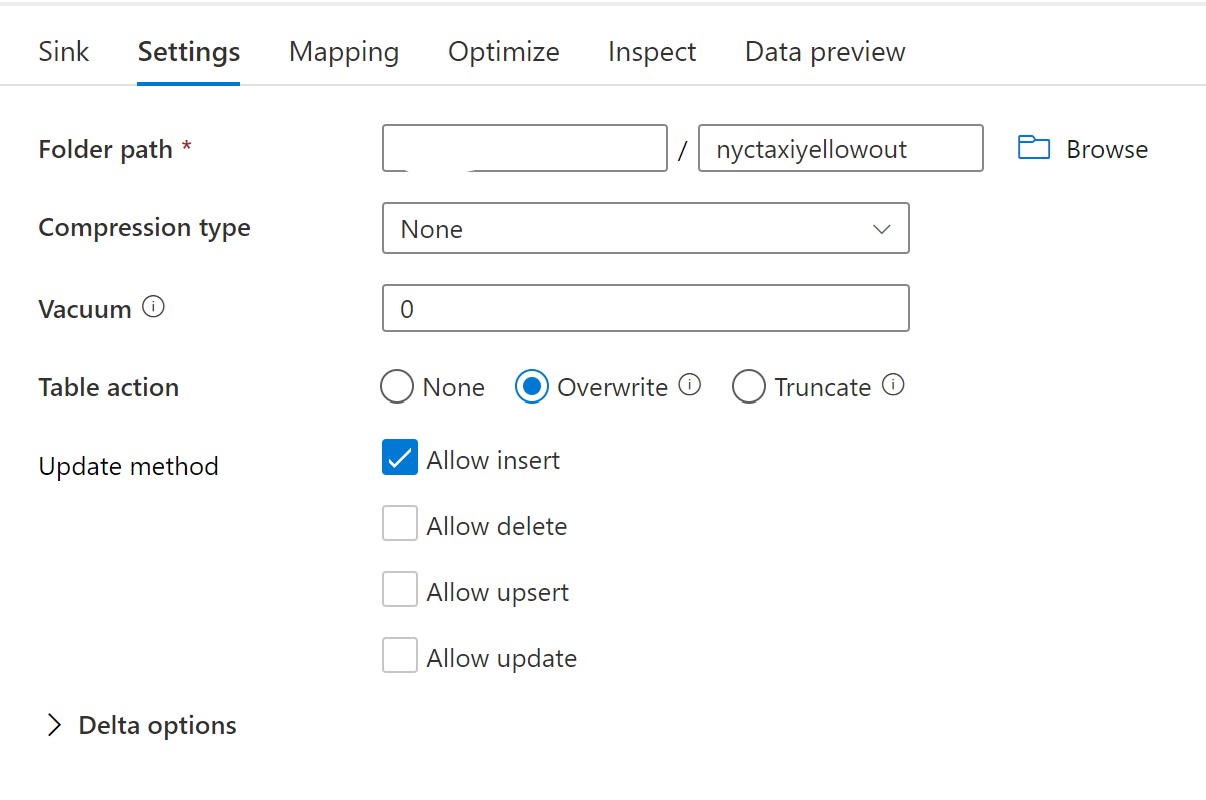 Sink Settings Mapping Optimize Inspect Data preview
Folder path * / nyctaxiyellowout Browse
Compression type None
Vacuum 0
Table action None Overwrite Truncate
Update method Allow insert
Allow delete
Allow upsert
Allow update
Delta options